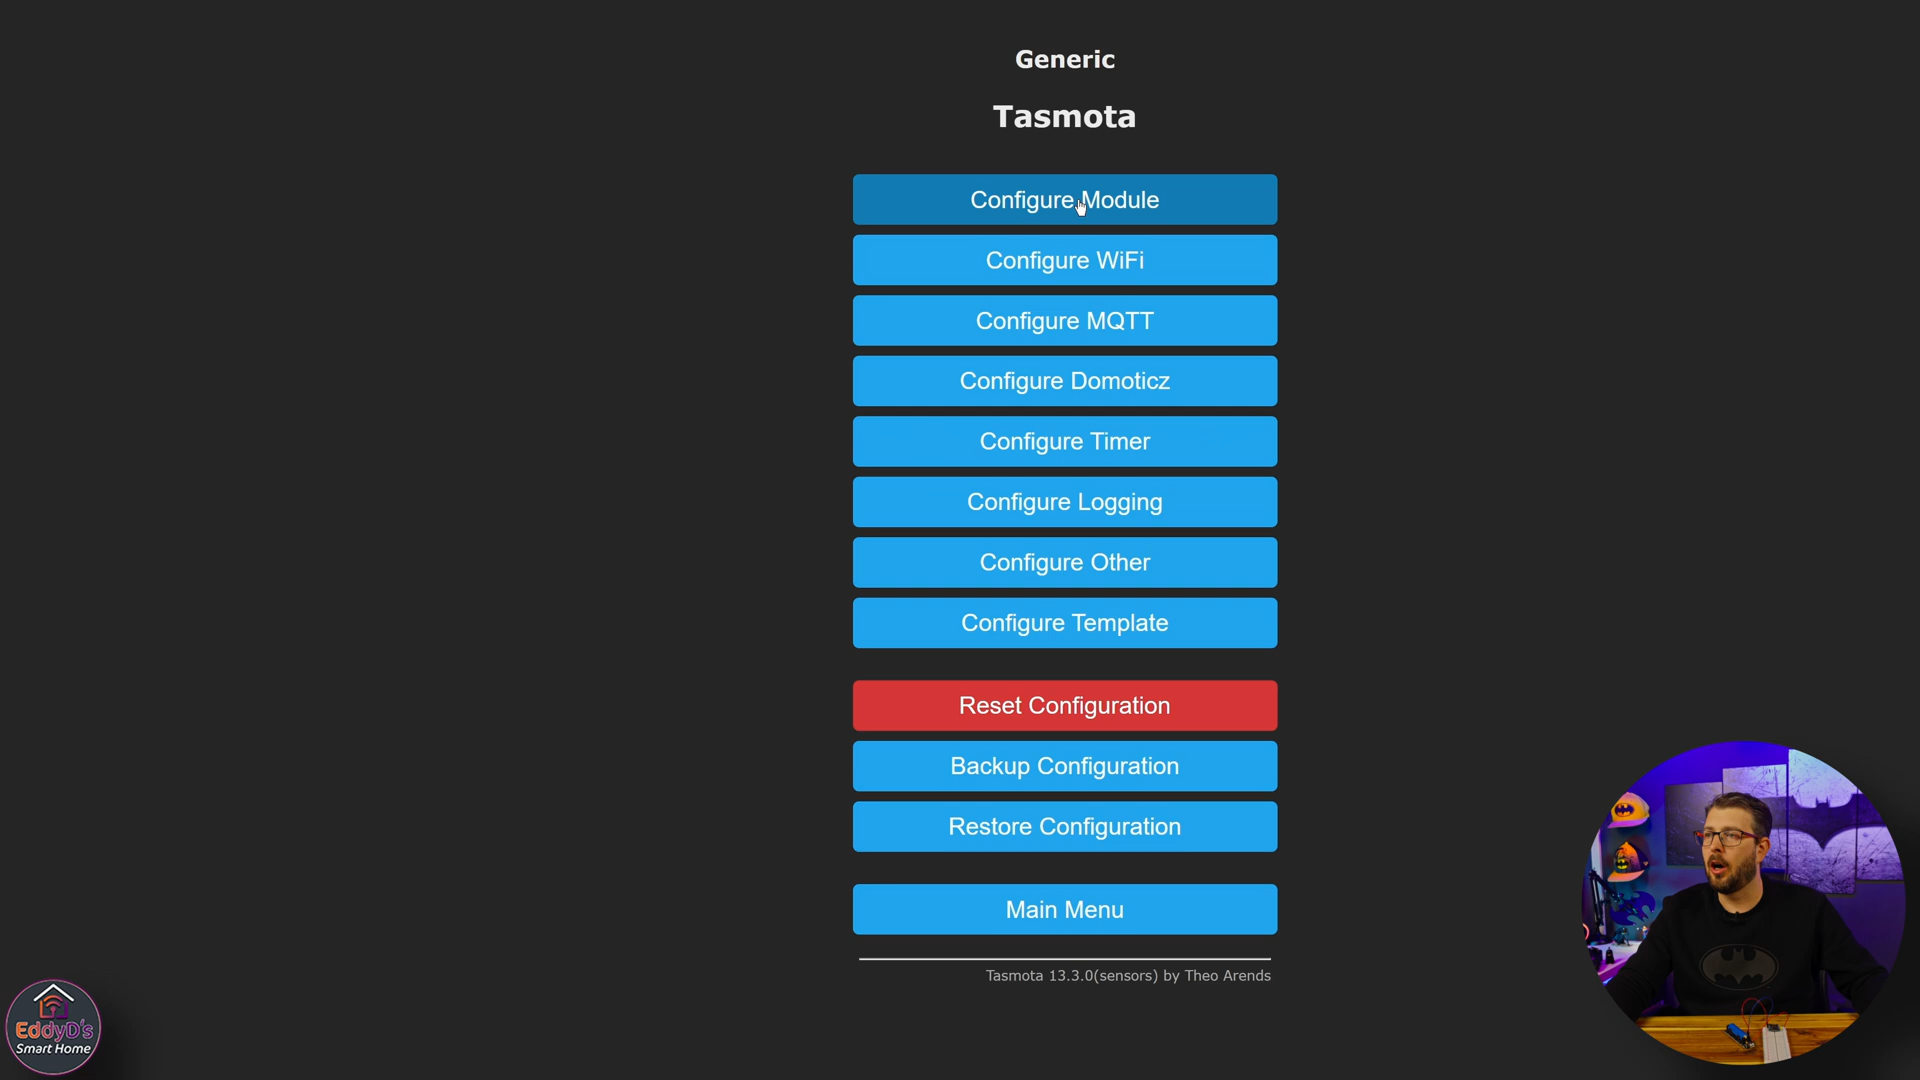 Generic
Tasmota
Configure Module
Configure WiFi
Configure MQTT
Configure Domoticz
Configure Timer
Configure Logging
Configure Other
Configure Template
Reset Configuration
Backup Configuration
Restore Configuration
Main Menu
Tasmota 13.3.0(sensors) by Theo Arends
EddyD's
Smart Home